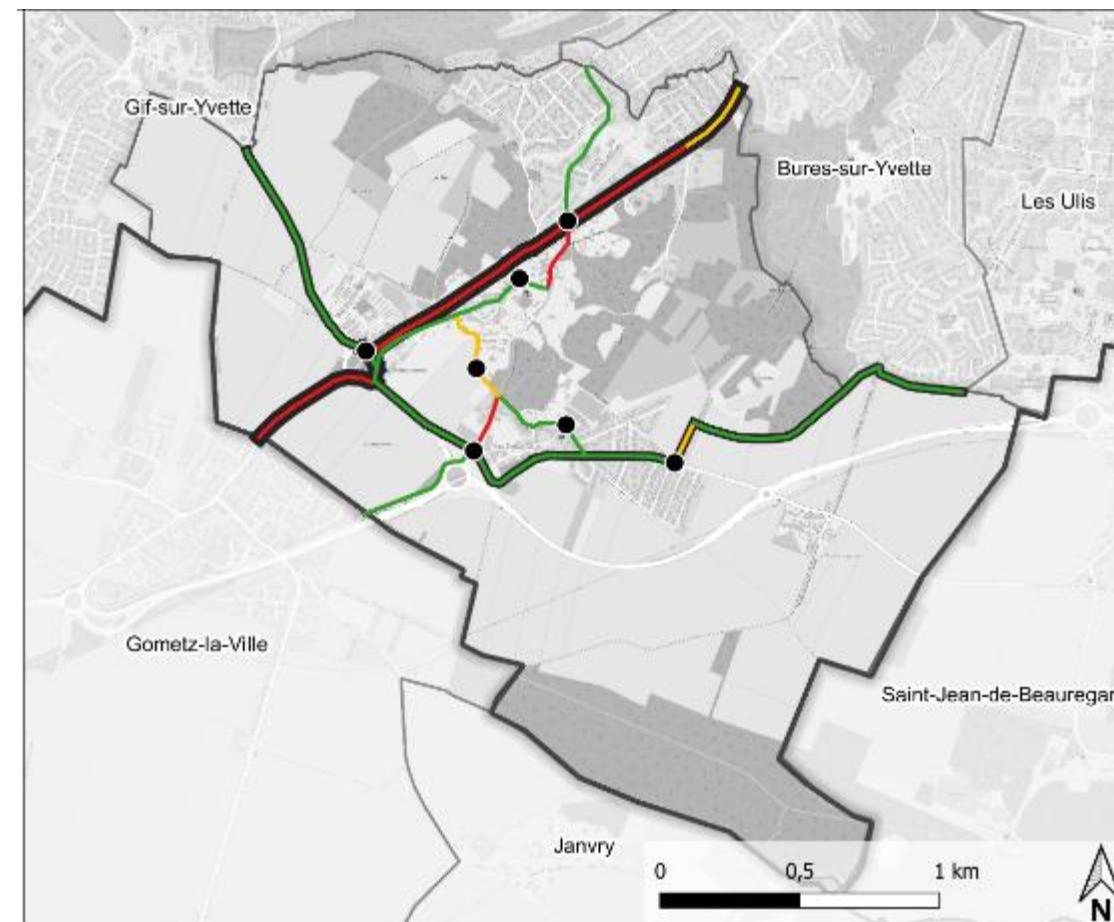 Gif-sur-Yvette
Bures-sur-Yvette
Les Ulis
Gometz-la-Ville
Saint-Jean-de-Beauregar
Janvry
0 0,5 1 km
N